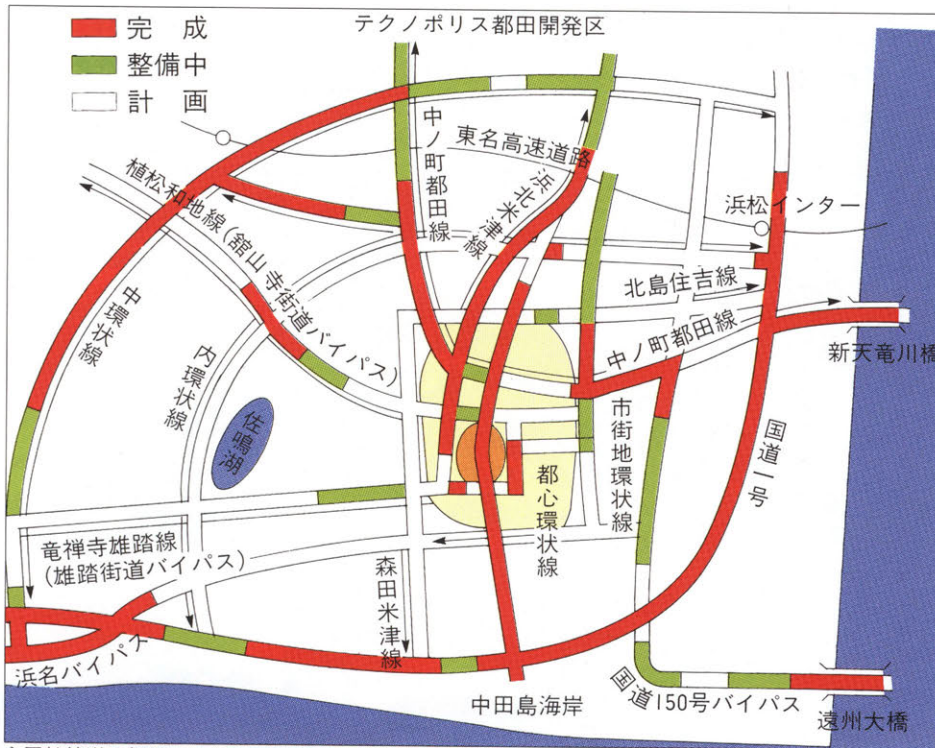 完成
整備中
計画
テクノポリス都田開発区
中ノ町都田線
東名高速道路
浜北米津線
植松和地線(舘山寺街道バイパス)
浜松インター
北島住吉線
中ノ町都田線
新天竜川橋
中環状線
内環状線
佐鳴湖
市街地環状線
国道一号
都心環状線
竜禅寺雄踏線
(雄踏街道バイパス)
森田米津線
浜名バイパス
中田島海岸
国道150号バイパス
遠州大橋